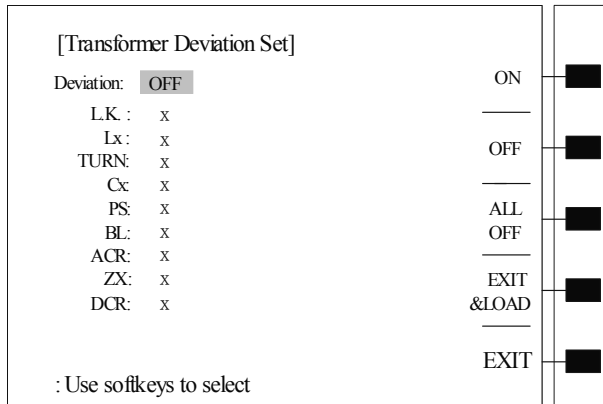 [Transformer Deviation Set]
Deviation: OFF
L.K. : x
Lx : x
TURN: x
Cx: x
PS: x
BL: x
ACR: x
ZX: x
DCR: x
: Use softkeys to select
ON
OFF
ALL
OFF
EXIT
&LOAD
EXIT